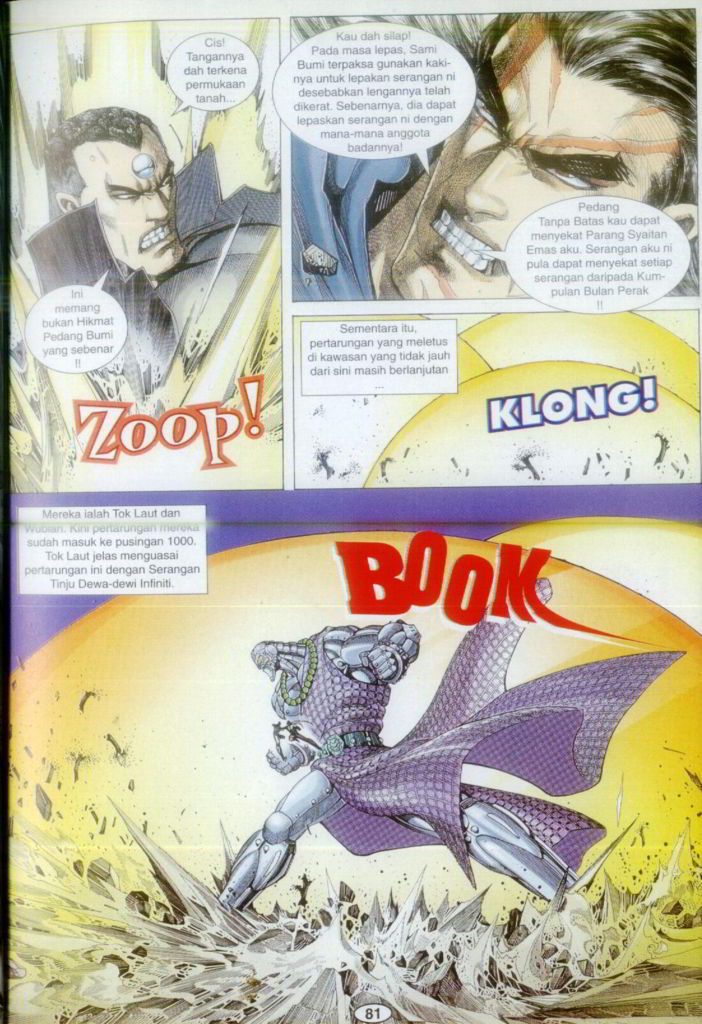 Cis!
Tangannya
dah terkena
permukaan
tanah...
Ini
memang
bukan Hikmat
Pedang Bumi
yang sebenar
!!
ZOOP!
Kau dah silap!
Pada masa lepas, Sami
Bumi terpaksa gunakan kaki-
nya untuk lepakan serangan ni
desebabkan lengannya telah
dikerat. Sebenarnya, dia dapat
lepaskan serangan ni dengan
mana-mana anggota
badannya!
Pedang
Tanpa Batas kau dapat
menyekat Parang Syaitan
Emas aku. Serangan aku ni
pula dapat menyekat setiap
serangan daripada Kum-
pulan Bulan Perak
!!
Sementara itu,
pertarungan yang meletus
di kawasan yang tidak jauh
dari sini masih berlanjutan
...
KLONG!
Mereka ialah Tok Laut dan
Wubian. Kini pertarungan mereka
sudah masuk ke pusingan 1000.
Tok Laut jelas menguasai
pertarungan ini dengan Serangan
Tinju Dewa-dewi Infiniti.
BOOM
81